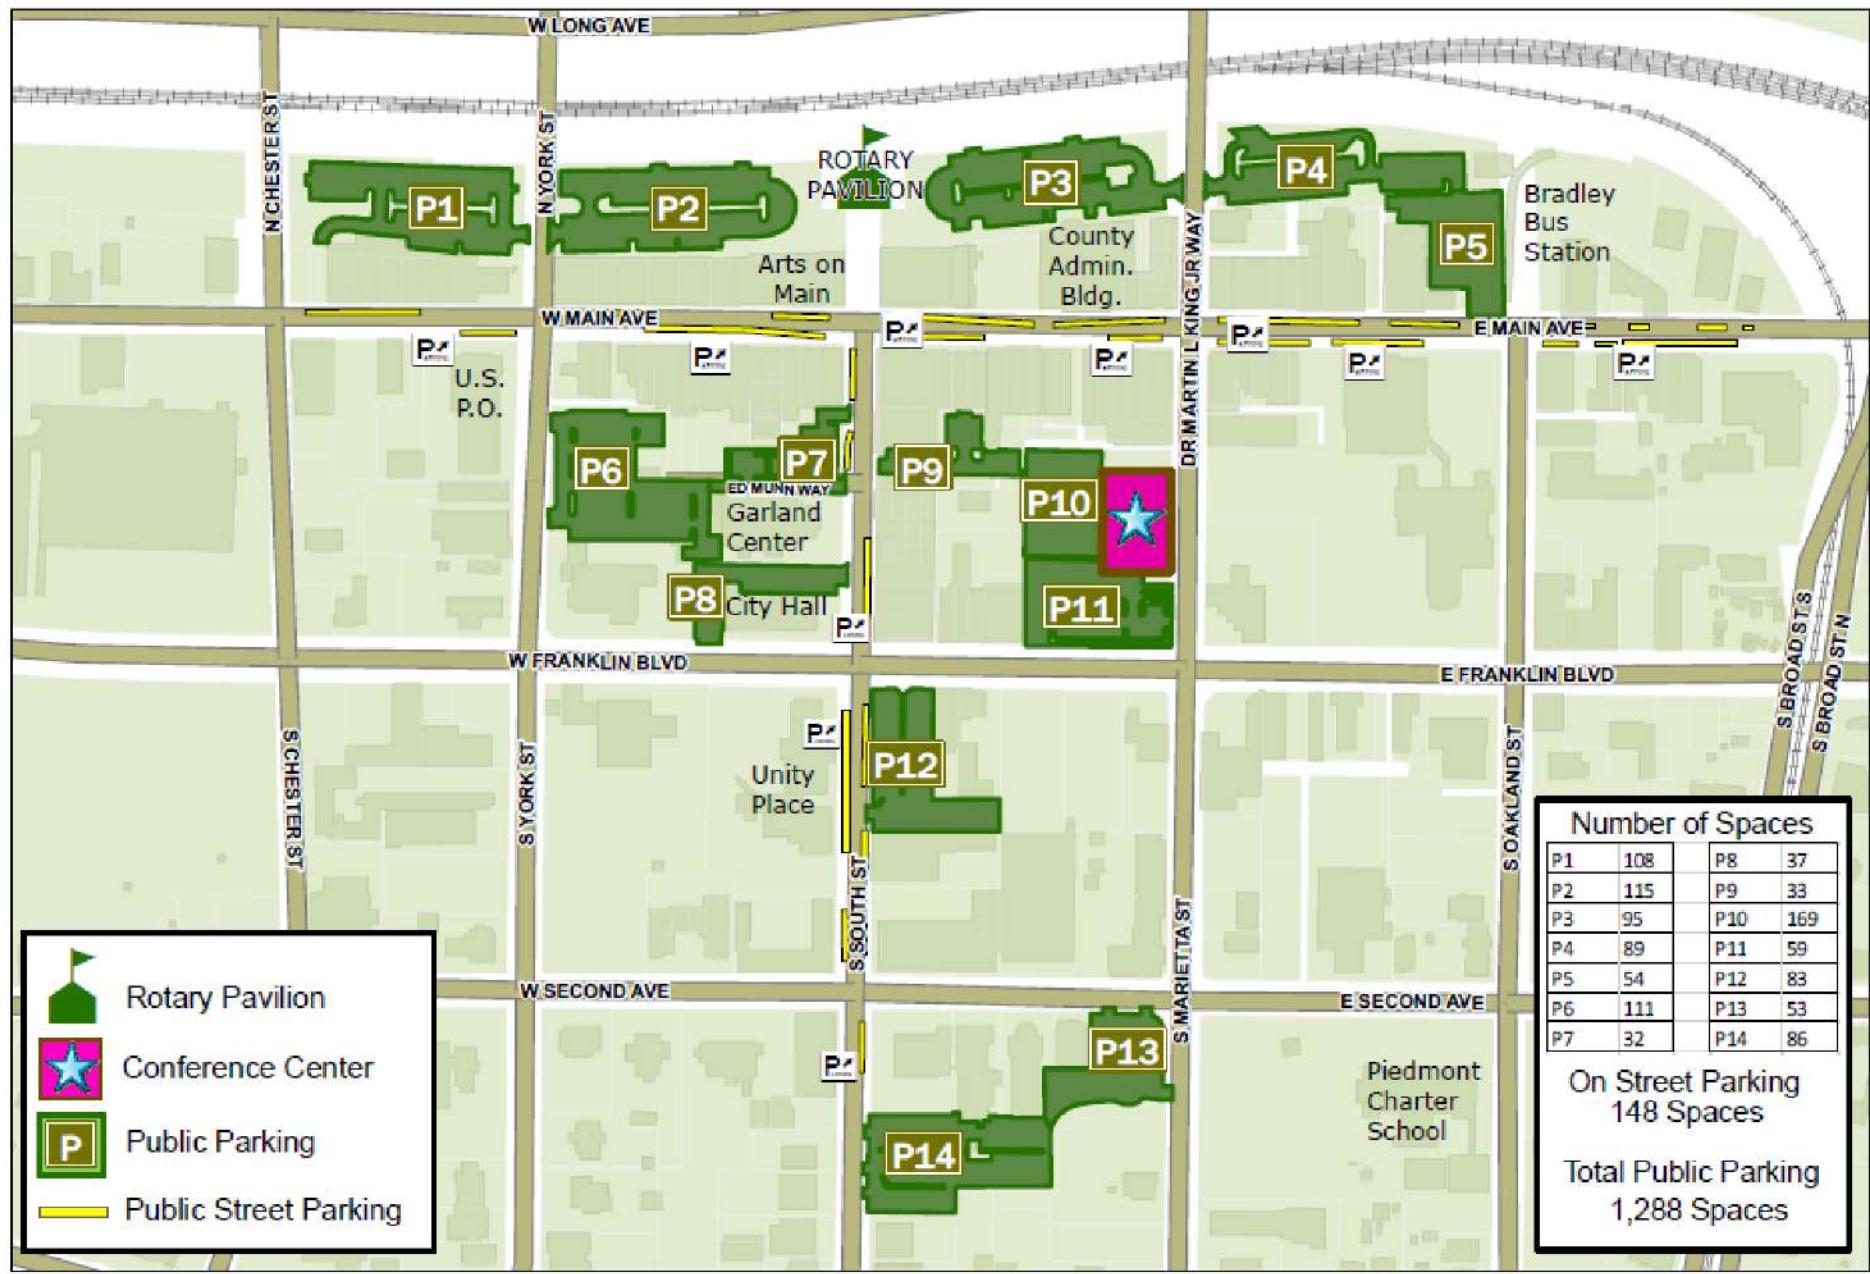 W LONG AVE
N CHESTER ST
N YORK ST
ROTARY
PAVILION
P1
P2
P3
P4
P5
Bradley
Bus
Station
County
Admin.
Bldg.
Arts on
Main
DR MARTIN L KING JR WAY
W MAIN AVE
E MAIN AVE
P
P
P
P
P
P
P
U.S.
P.O.
P6
P7
P9
P10
ED MUNN WAY
Garland
Center
P8
City Hall
P11
P
W FRANKLIN BLVD
E FRANKLIN BLVD
S BROAD ST S
S BROAD ST N
S CHESTER ST
S YORK ST
P
P12
Unity
Place
S SOUTH ST
S MARIETTA ST
S OAKLAND ST
W SECOND AVE
E SECOND AVE
P
P13
P14
Piedmont
Charter
School
Rotary Pavilion
Conference Center
P
Public Parking
Public Street Parking
Number of Spaces
P1 108 P8 37
P2 115 P9 33
P3 95 P10 169
P4 89 P11 59
P5 54 P12 83
P6 111 P13 53
P7 32 P14 86
On Street Parking
148 Spaces
Total Public Parking
1,288 Spaces